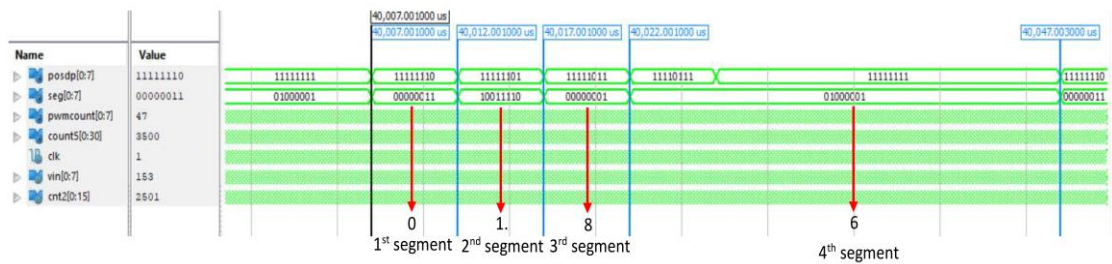 40,007.001000 us
40,007.001000 us 40,012.001000 us 40,017.001000 us 40,022.001000 us 40,047.003000 us
Name Value
posdp[0:7] 11111110 11111111 11111110 11111101 11111011 11110111 11111111 11111110
seg[0:7] 00000011 01000001 00000011 10011110 00000001 01000001 00000011
pwmcount[0:7] 47
count5[0:30] 3500
clk 1
vin[0:7] 153
cnt2[0:15] 2501
0 1. 8 6
1st segment 2nd segment 3rd segment 4th segment